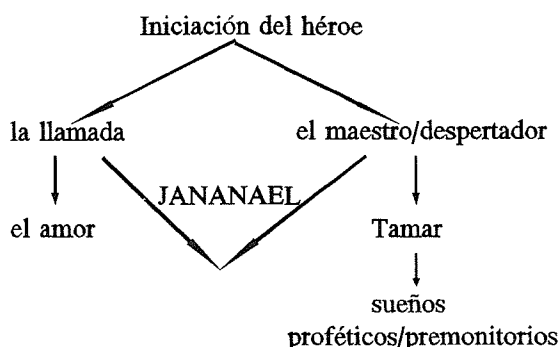 Iniciación del héroe
la llamada
el maestro/despertador
JANANAEL
el amor
Tamar
sueños
proféticos/premonitorios